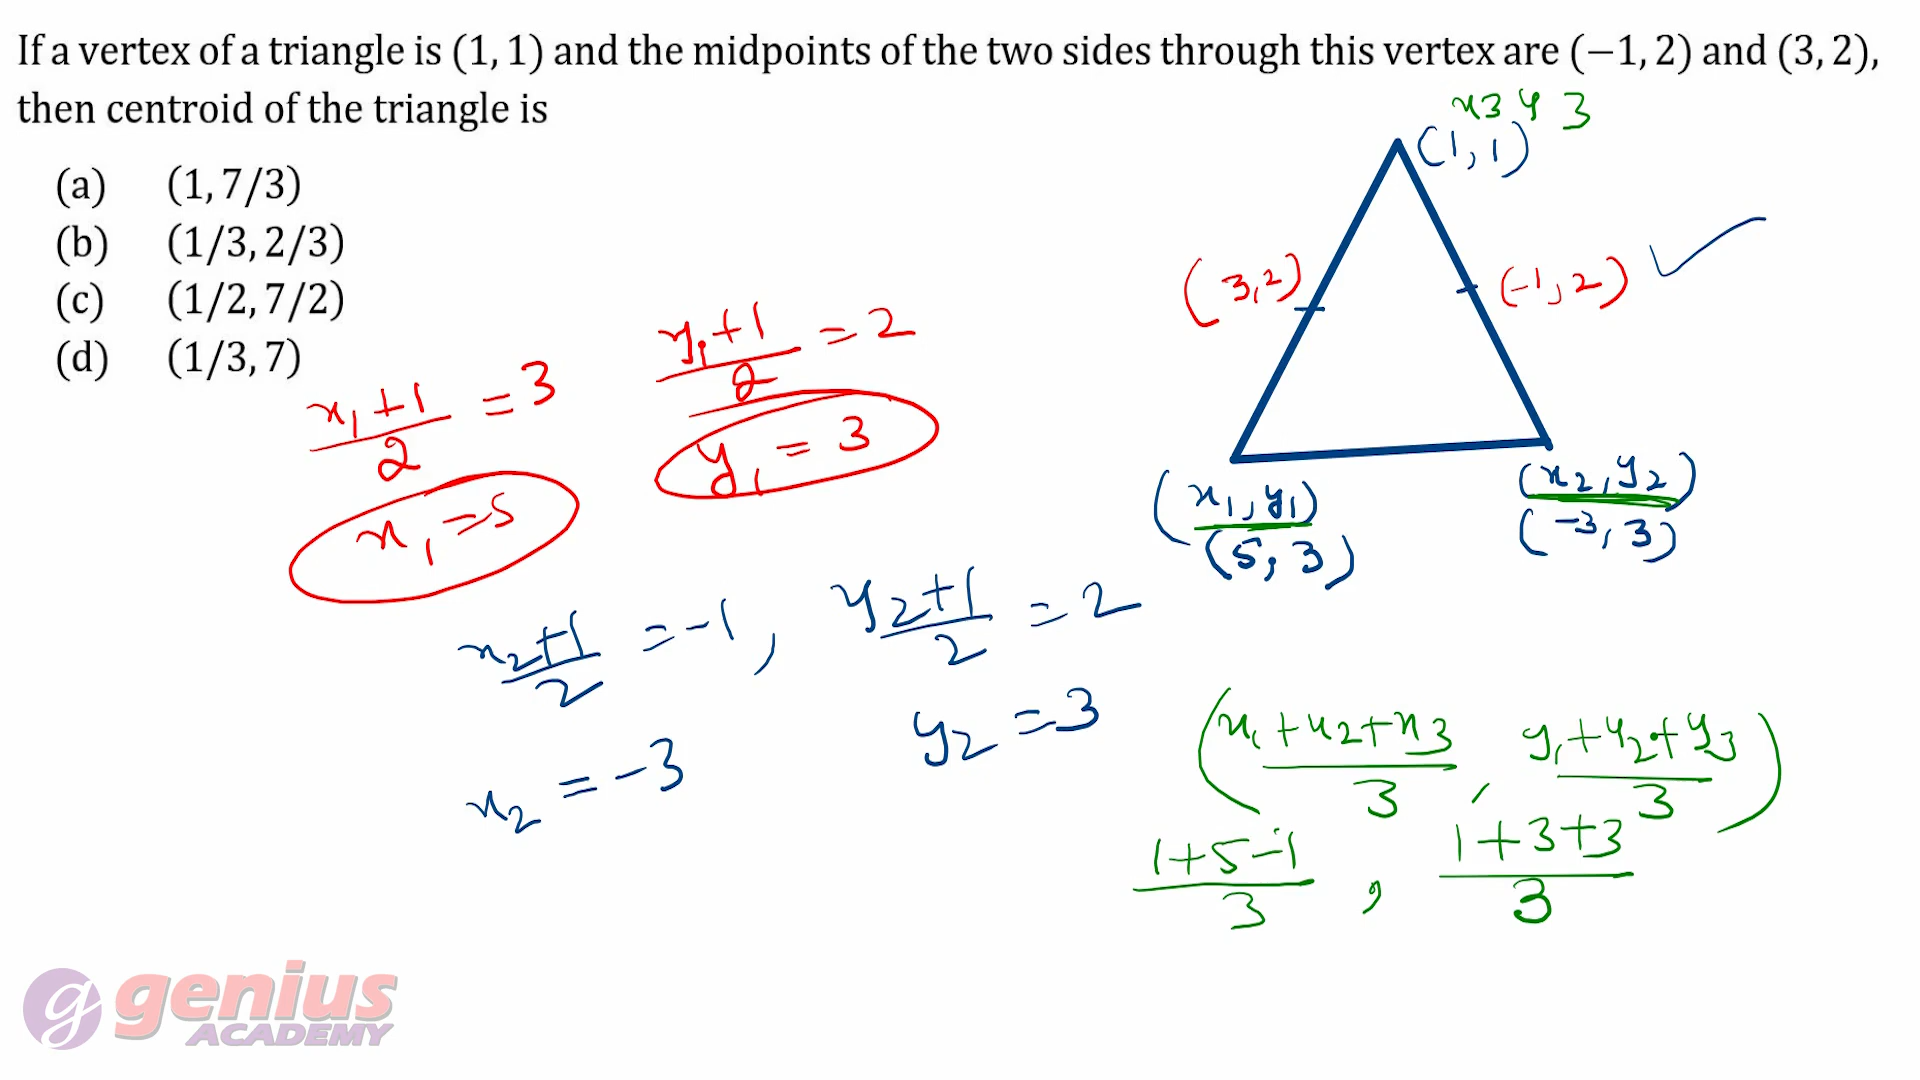 If a vertex of a triangle is (1, 1) and the midpoints of the two sides through this vertex are (−1, 2) and (3, 2),
then centroid of the triangle is
(a) (1, 7/3)
(b) (1/3, 2/3)
(c) (1/2, 7/2)
(d) (1/3, 7)
x3 y3
(1, 1)
(3, 2)
(-1, 2)
(x1, y1)
(5, 3)
(x2, y2)
(-3, 3)
x1+1/2 = 3
x1 = 5
y1+1/2 = 2
y1 = 3
x2+1/2 = -1, y2+1/2 = 2
x2 = -3
y2 = 3
(x1+x2+x3/3, y1+y2+y3/3)
1+5-1/3, 1+3+3/3
genius
ACADEMY